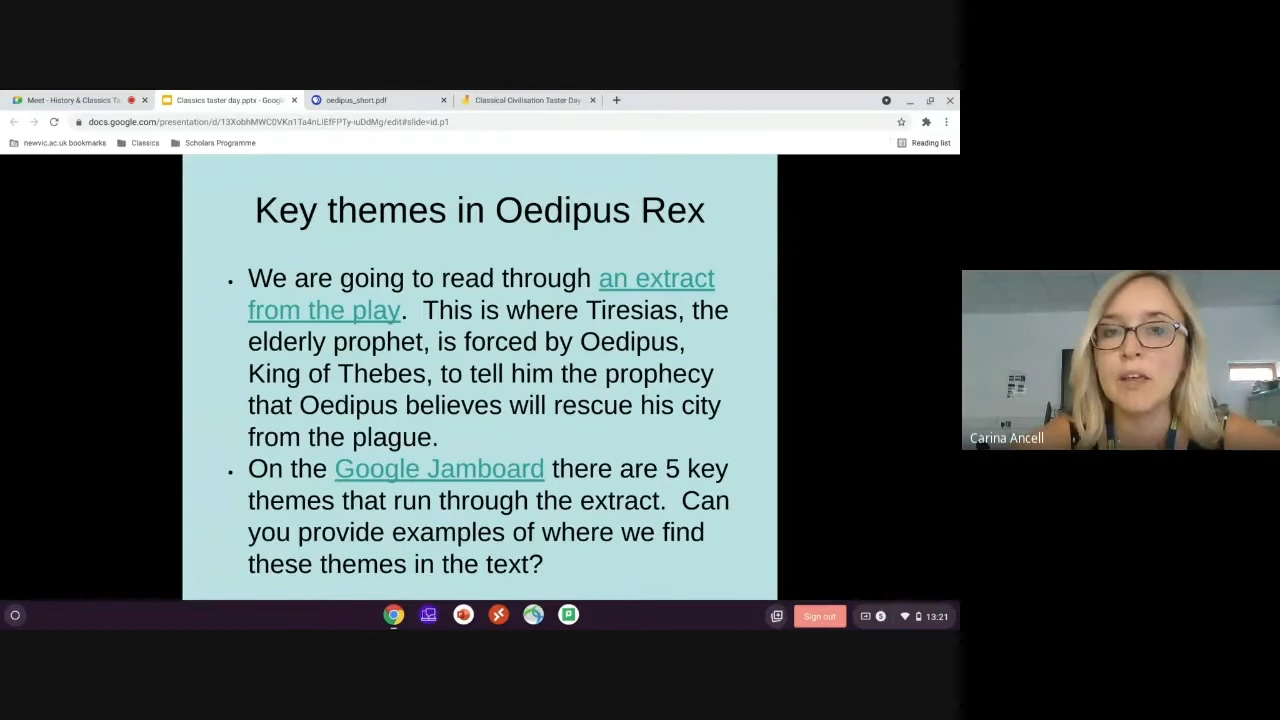 Meet - History & Classics Ta
Classics taster day.pptx - Googl
oedipus_short.pdf
Classical Civilisation Taster Day
docs.google.com/presentation/d/13XobhMWC0VKn1Ta4nLIEfFPTy-iuDdMg/edit#slide=id.p1
newvic.ac.uk bookmarks Classics Scholars Programme Reading list
Key themes in Oedipus Rex
• We are going to read through an extract
from the play. This is where Tiresias, the
elderly prophet, is forced by Oedipus,
King of Thebes, to tell him the prophecy
that Oedipus believes will rescue his city
from the plague.
• On the Google Jamboard there are 5 key
themes that run through the extract. Can
you provide examples of where we find
these themes in the text?
Carina Ancell
Sign out 13:21